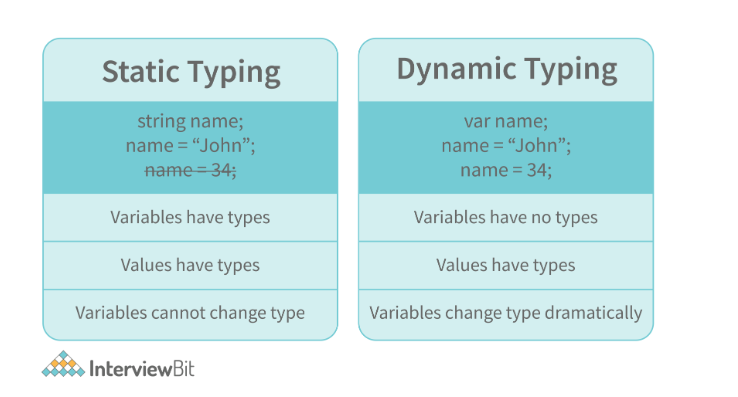 Static Typing
string name;
name = “John”;
name = 34;
Variables have types
Values have types
Variables cannot change type
Dynamic Typing
var name;
name = “John”;
name = 34;
Variables have no types
Values have types
Variables change type dramatically
InterviewBit